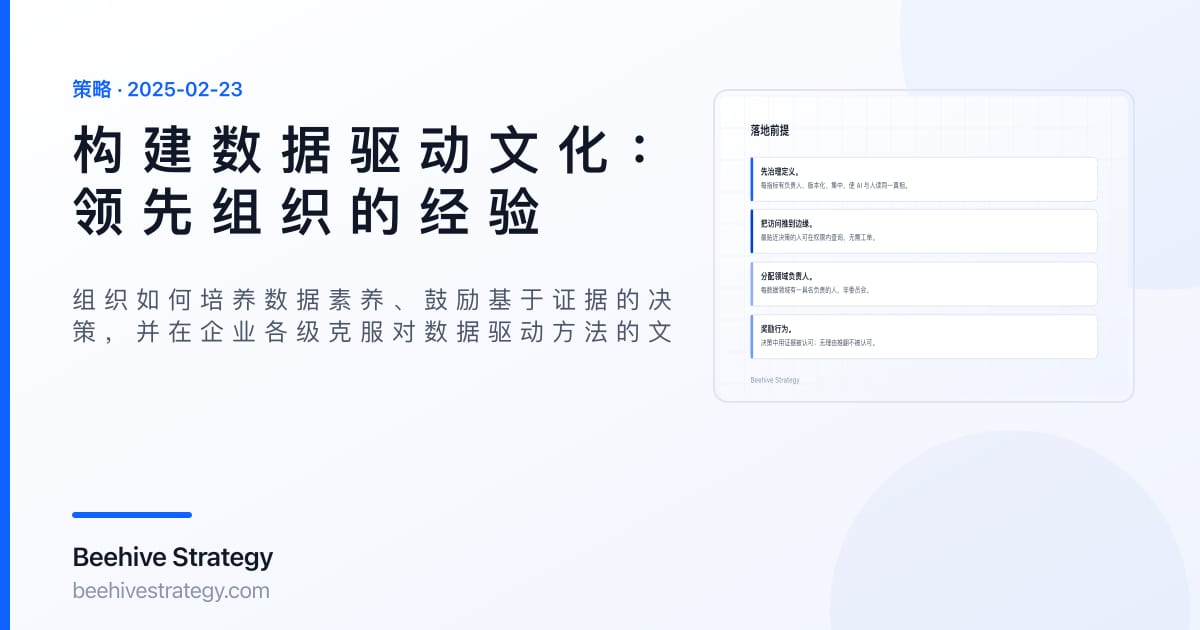 策略 · 2025-02-23
构建数据驱动文化：
领先组织的经验
组织如何培养数据素养、鼓励基于证据的决
策，并在企业各级克服对数据驱动方法的文
Beehive Strategy
beehivestrategy.com
落地前提
先治理定义。
每指标有负责人、版本化、集中，使 AI 与人读同一真相。
把访问推到边缘。
最贴近决策的人可在权限内查询，无需工单。
分配领域负责人。
每数据领域有一具名负责的人，非委员会。
奖励行为。
决策中用证据被认可；无理由推翻不被认可。
Beehive Strategy